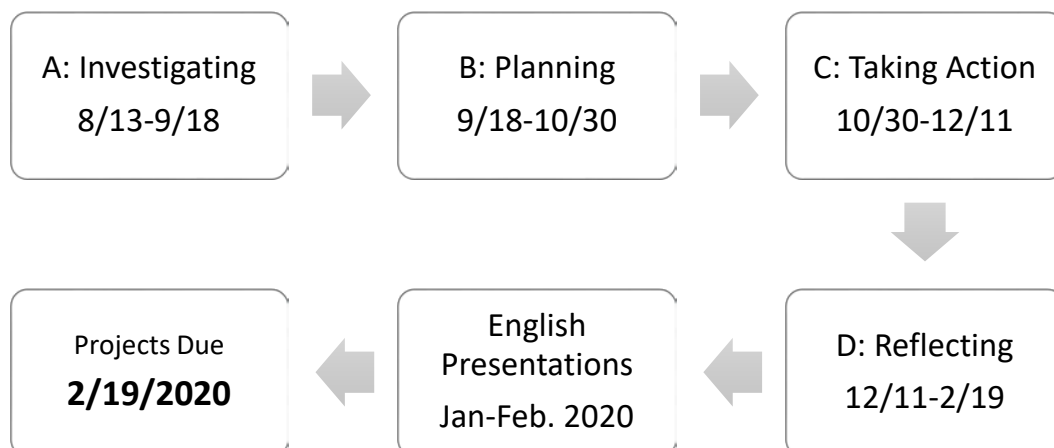 A: Investigating
8/13-9/18
B: Planning
9/18-10/30
C: Taking Action
10/30-12/11
D: Reflecting
12/11-2/19
English
Presentations
Jan-Feb. 2020
Projects Due
2/19/2020